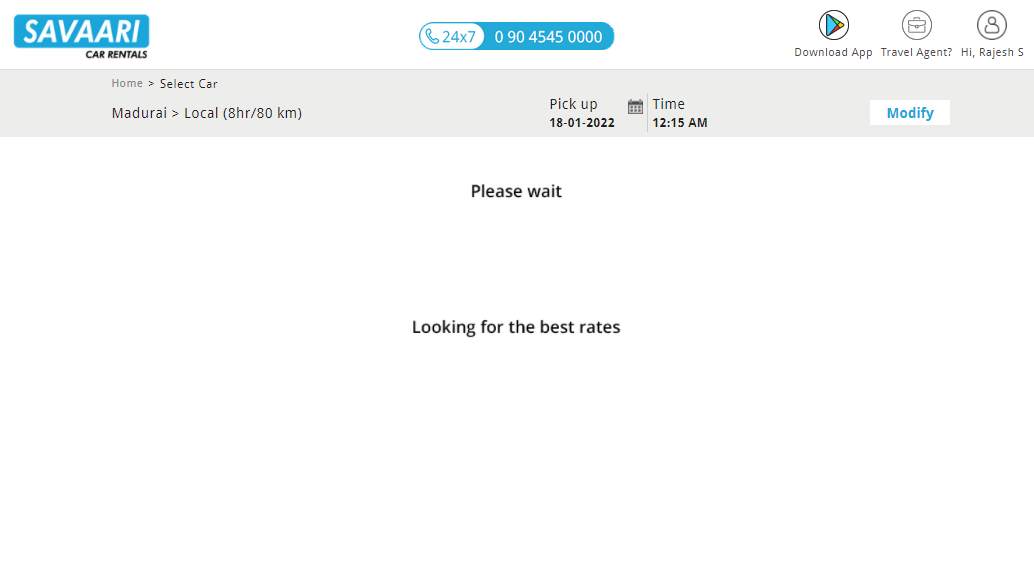 SAVAARI
CAR RENTALS
24x7 0 90 4545 0000
Download App
Travel Agent?
Hi, Rajesh S
Home > Select Car
Madurai > Local (8hr/80 km)
Pick up
18-01-2022
Time
12:15 AM
Modify
Please wait
Looking for the best rates